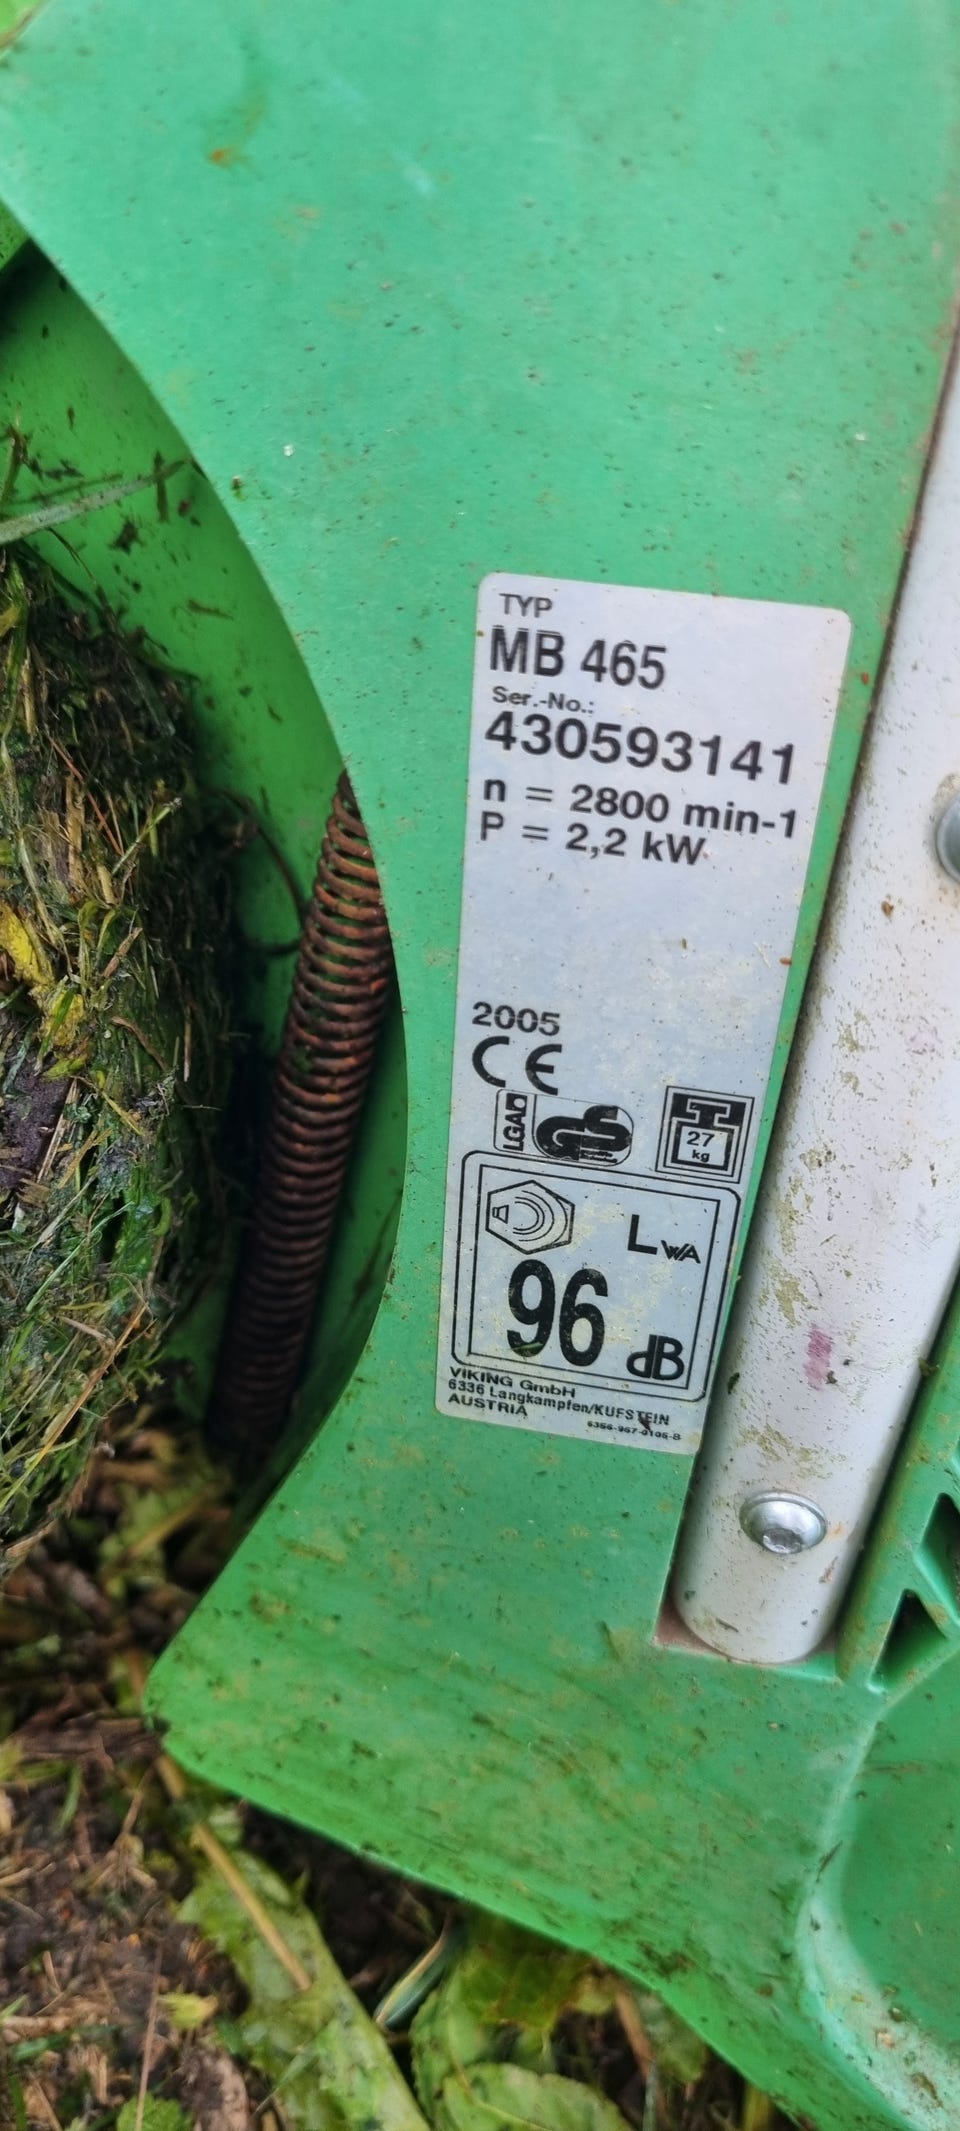 TYP
MB 465
Ser.-No.:
430593141
n = 2800 min-1
P = 2,2 kW
2005
CE
LGA GS
27
kg
LWA
96 dB
VIKING GmbH
6336 Langkampfen/KUFSTEIN
AUSTRIA